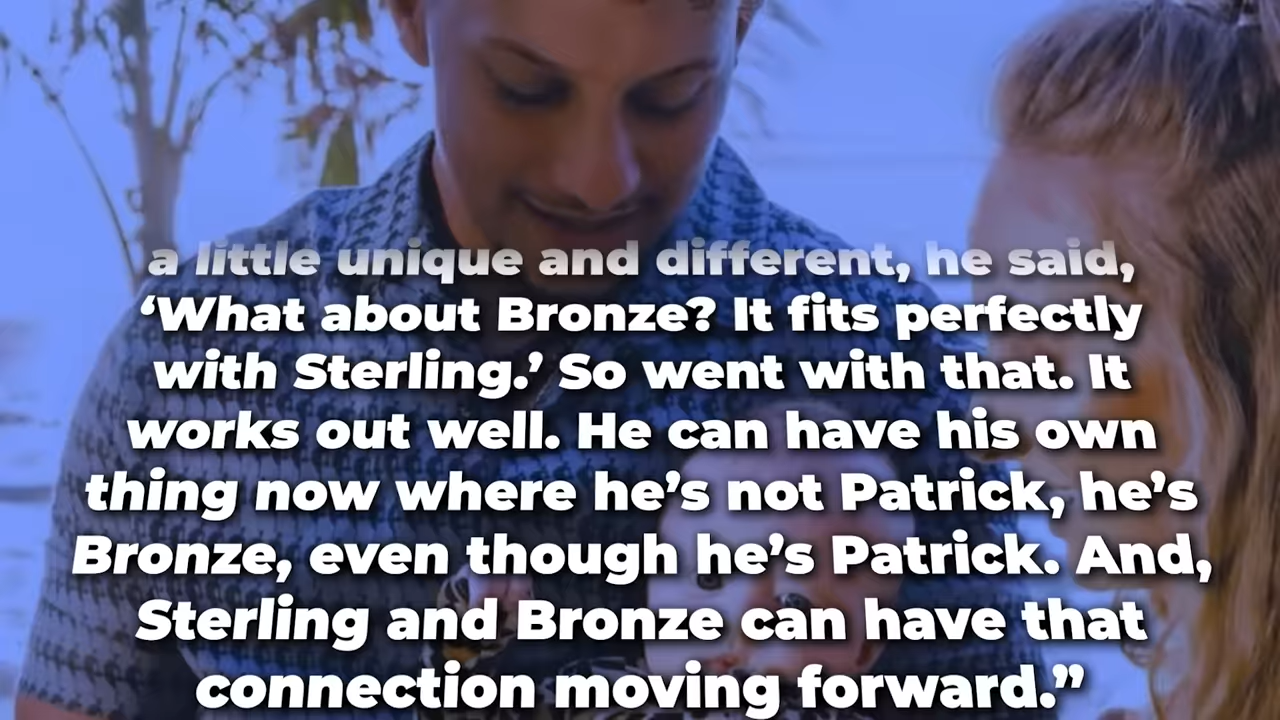 a little unique and different, he said,
‘What about Bronze? It fits perfectly
with Sterling.’ So went with that. It
works out well. He can have his own
thing now where he’s not Patrick, he’s
Bronze, even though he’s Patrick. And,
Sterling and Bronze can have that
connection moving forward.”